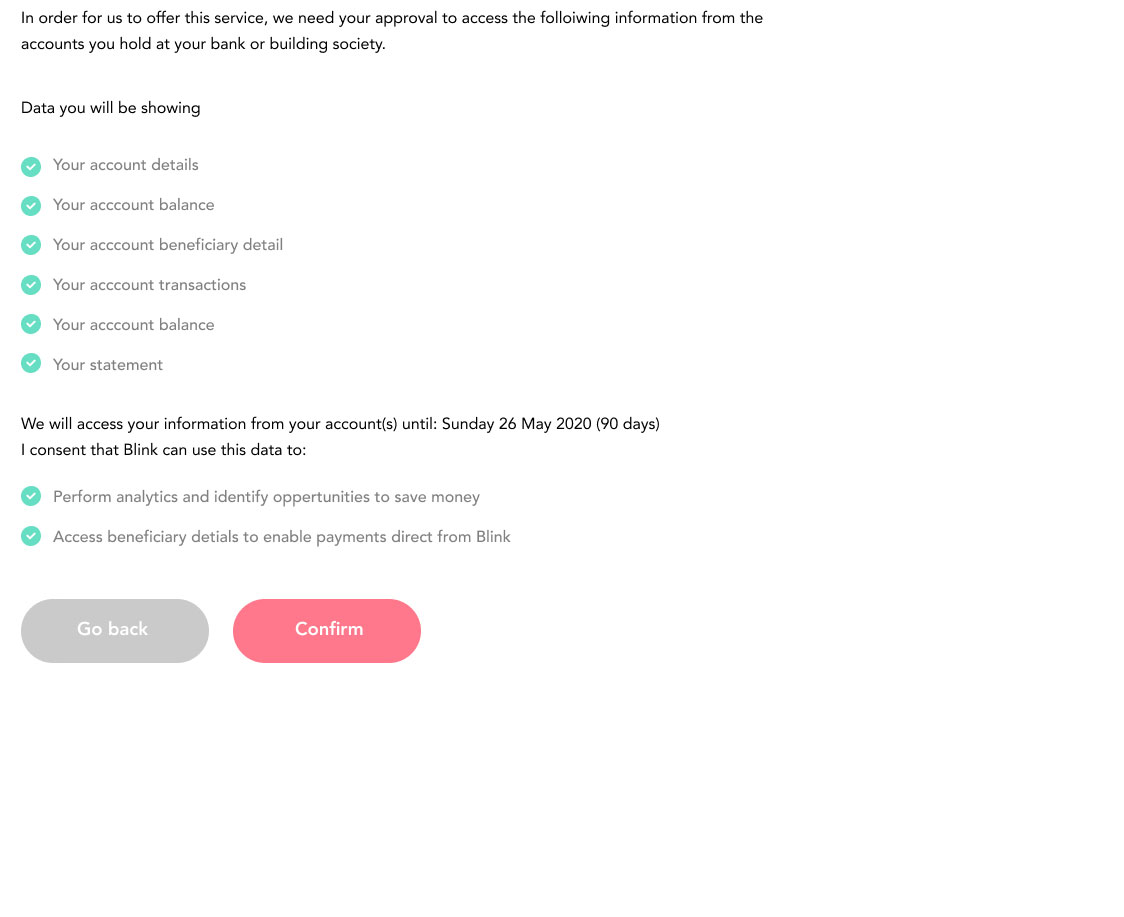 In order for us to offer this service, we need your approval to access the folloiwing information from the
accounts you hold at your bank or building society.
Data you will be showing
Your account details
Your acccount balance
Your acccount beneficiary detail
Your acccount transactions
Your acccount balance
Your statement
We will access your information from your account(s) until: Sunday 26 May 2020 (90 days)
I consent that Blink can use this data to:
Perform analytics and identify oppertunities to save money
Access beneficiary detials to enable payments direct from Blink
Go back
Confirm